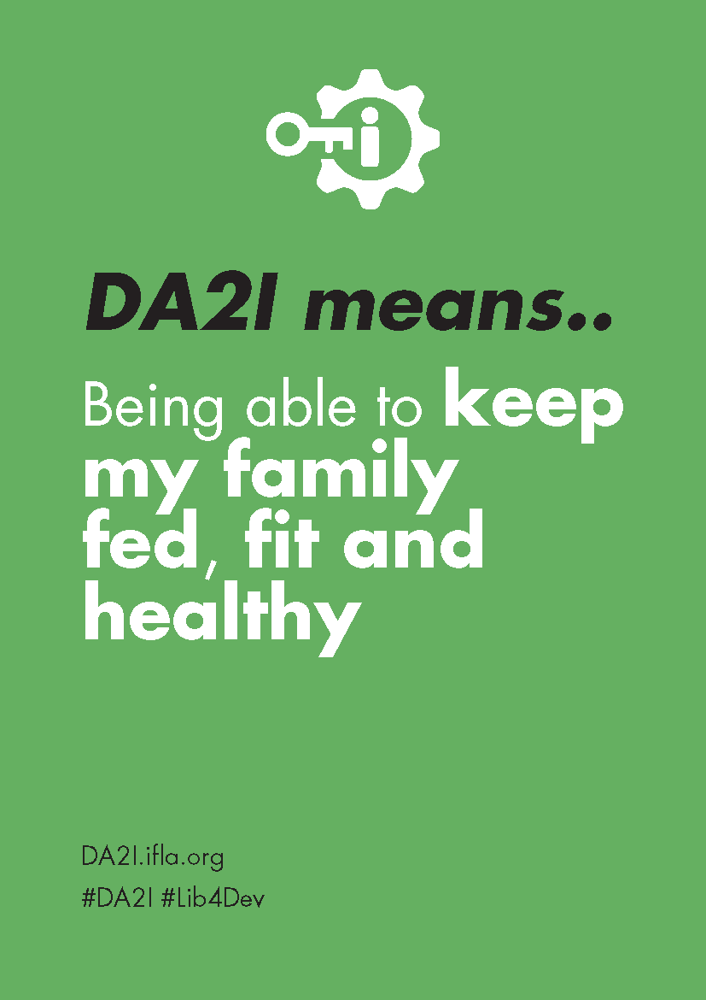 i
DA2I means..
Being able to keep
my family
fed, fit and
healthy
DA2I.ifla.org
#DA2I #Lib4Dev